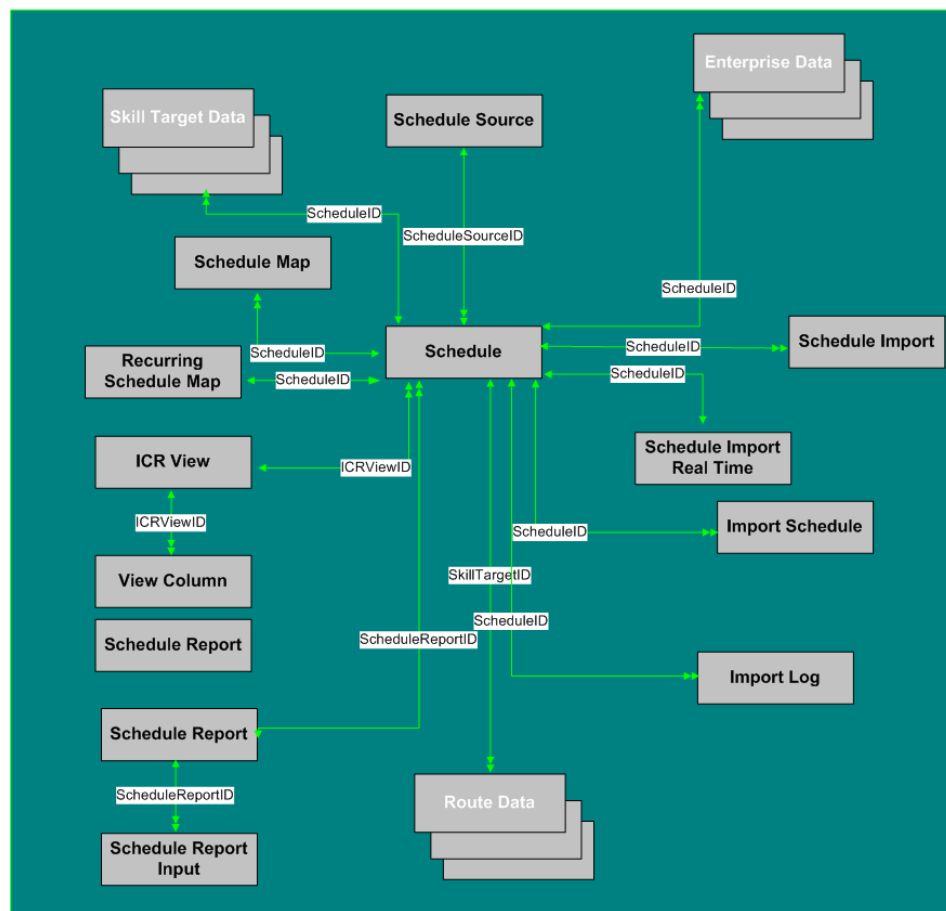 Enterprise Data
Skill Target Data
Schedule Source
ScheduleID
ScheduleSourceID
Schedule Map
ScheduleID
Schedule
ScheduleID
Schedule Import
ScheduleID
Recurring
Schedule Map
ScheduleID
ScheduleID
Schedule Import
Real Time
ICR View
ICRViewID
ICRViewID
Import Schedule
ScheduleID
View Column
SkillTargetID
ScheduleID
Schedule Report
ScheduleReportID
Import Log
Schedule Report
ScheduleReportID
Route Data
Schedule Report
Input